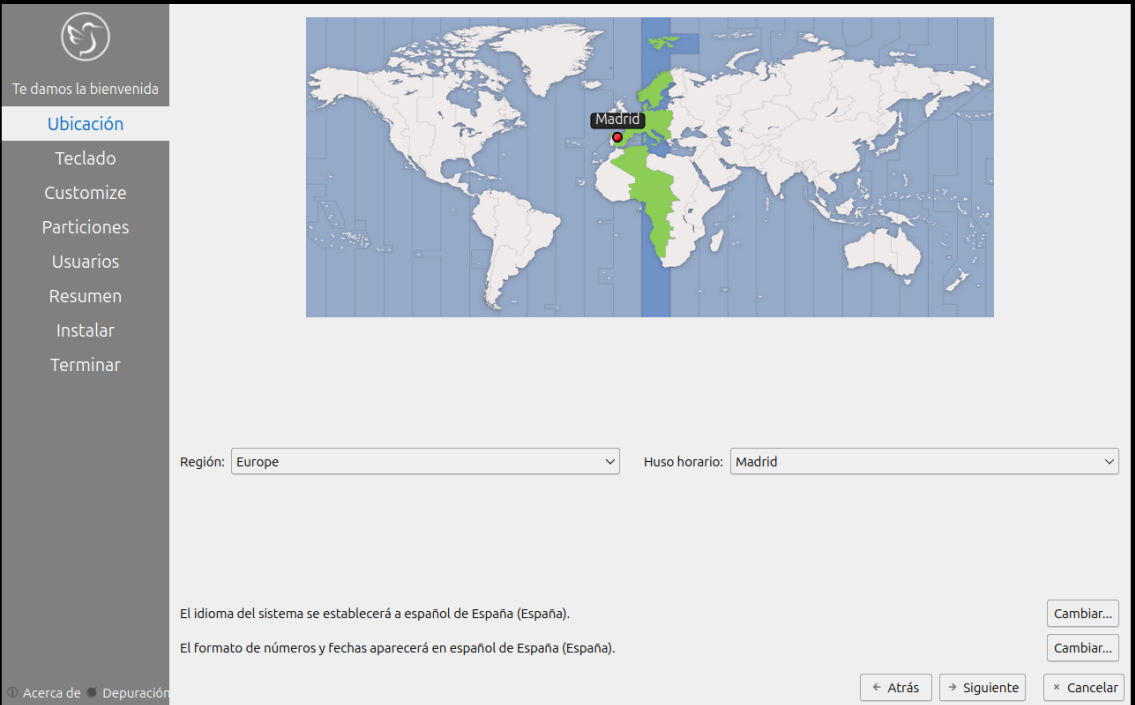 Te damos la bienvenida
Ubicación
Teclado
Customize
Particiones
Usuarios
Resumen
Instalar
Terminar
Acerca de
Depuración
Madrid
Región:
Europe
Huso horario:
Madrid
El idioma del sistema se establecerá a español de España (España).
Cambiar...
El formato de números y fechas aparecerá en español de España (España).
Cambiar...
Atrás
Siguiente
Cancelar